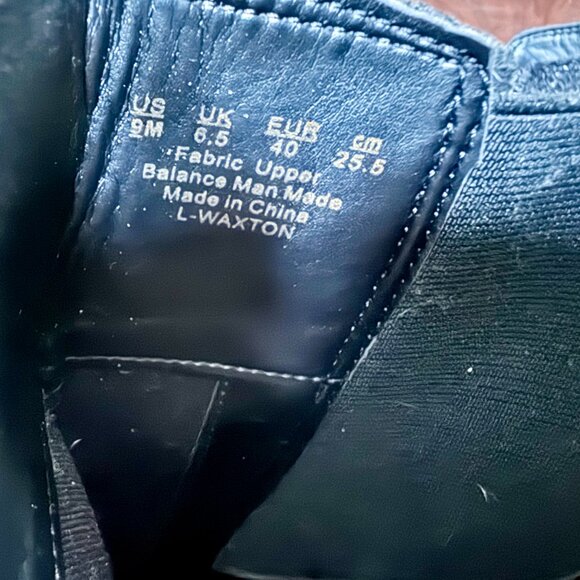 US UK EUR cm
9M 6.5 40 25.5
Fabric Upper
Balance Man Made
Made in China
L-WAXTON